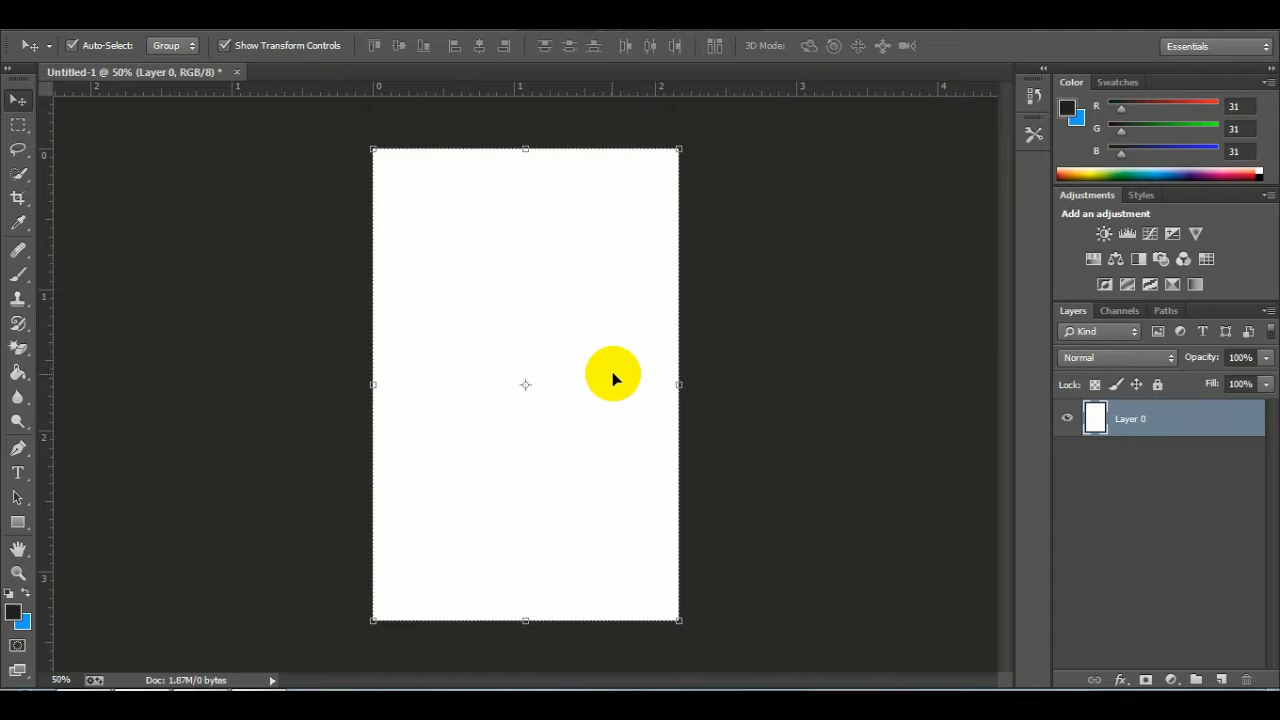 Auto-Select: Group Show Transform Controls 3D Mode: Essentials
Untitled-1 @ 50% (Layer 0, RGB/8) * ×
2 1 0 1 2 3 4
0
1
2
3
Color Swatches
R 31
G 31
B 31
Adjustments Styles
Add an adjustment
Layers Channels Paths
Kind T
Normal Opacity: 100%
Lock: Fill: 100%
Layer 0
T
50% Doc: 1.87M/0 bytes
fx